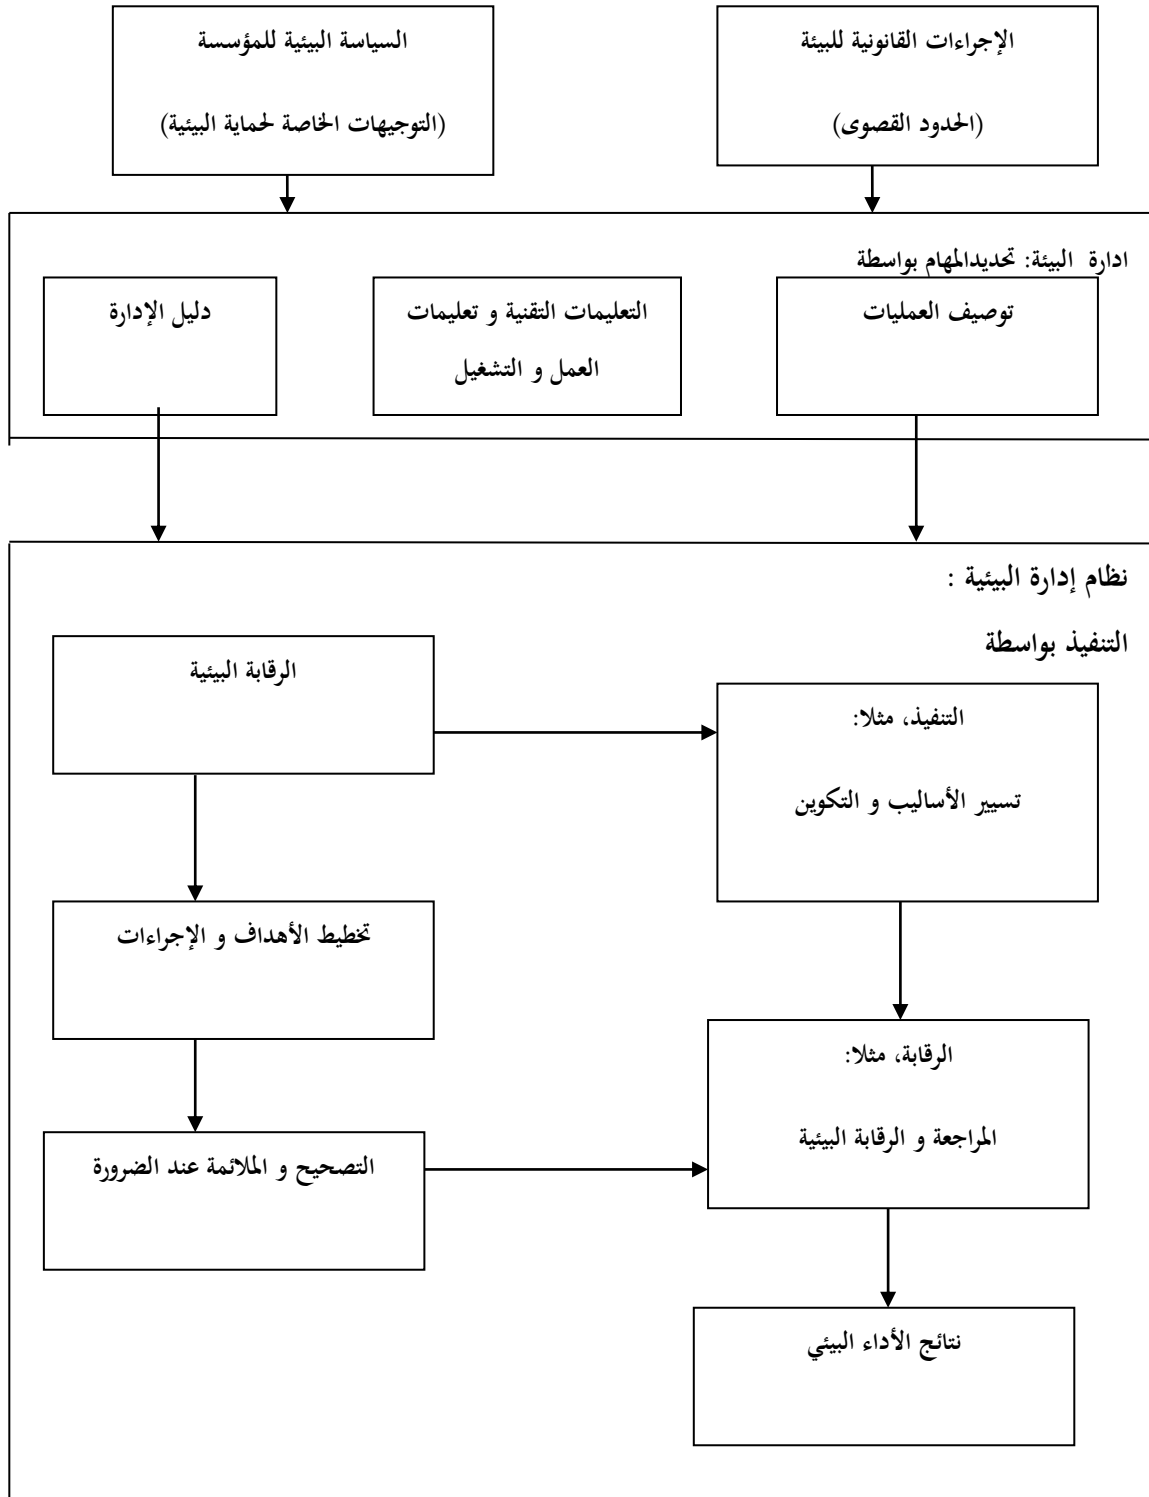 الإجراءات القانونية للبيئة
(الحدود القصوى)
السياسة البيئية للمؤسسة
(التوجيهات الخاصة لحماية البيئية)
ادارة البيئة: تحديدالمهام بواسطة
توصيف العمليات
التعليمات التقنية و تعليمات
العمل و التشغيل
دليل الإدارة
نظام إدارة البيئية :
التنفيذ بواسطة
الرقابة البيئية
التنفيذ، مثلا:
تسيير الأساليب و التكوين
تخطيط الأهداف و الإجراءات
الرقابة، مثلا:
المراجعة و الرقابة البيئية
التصحيح و الملائمة عند الضرورة
نتائج الأداء البيئي